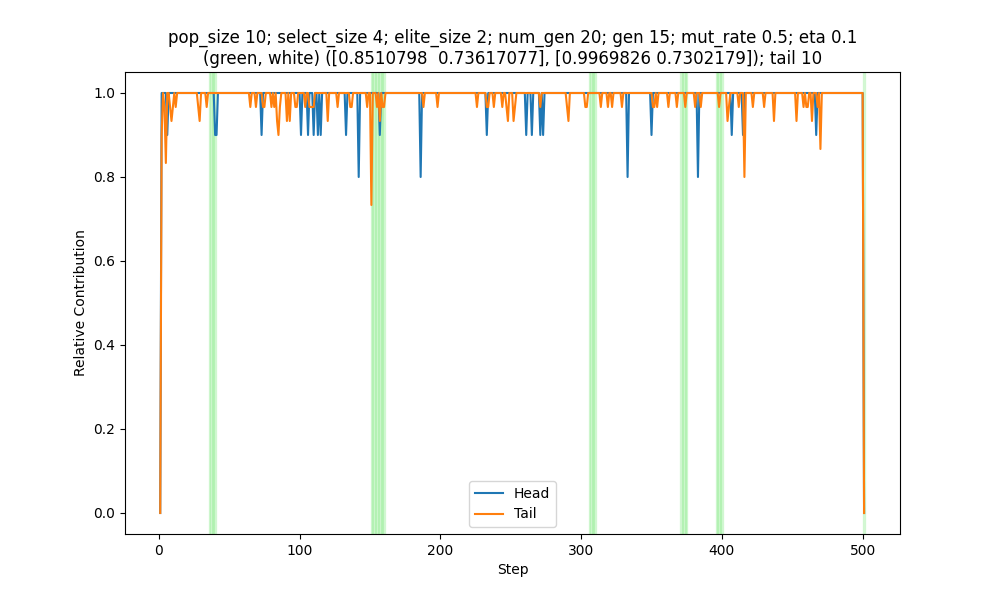 pop_size 10; select_size 4; elite_size 2; num_gen 20; gen 15; mut_rate 0.5; eta 0.1
(green, white) ([0.8510798  0.73617077], [0.9969826 0.7302179]); tail 10
1.0
0.8
0.6
0.4
0.2
0.0
Relative Contribution
Head
Tail
0
100
200
300
400
500
Step